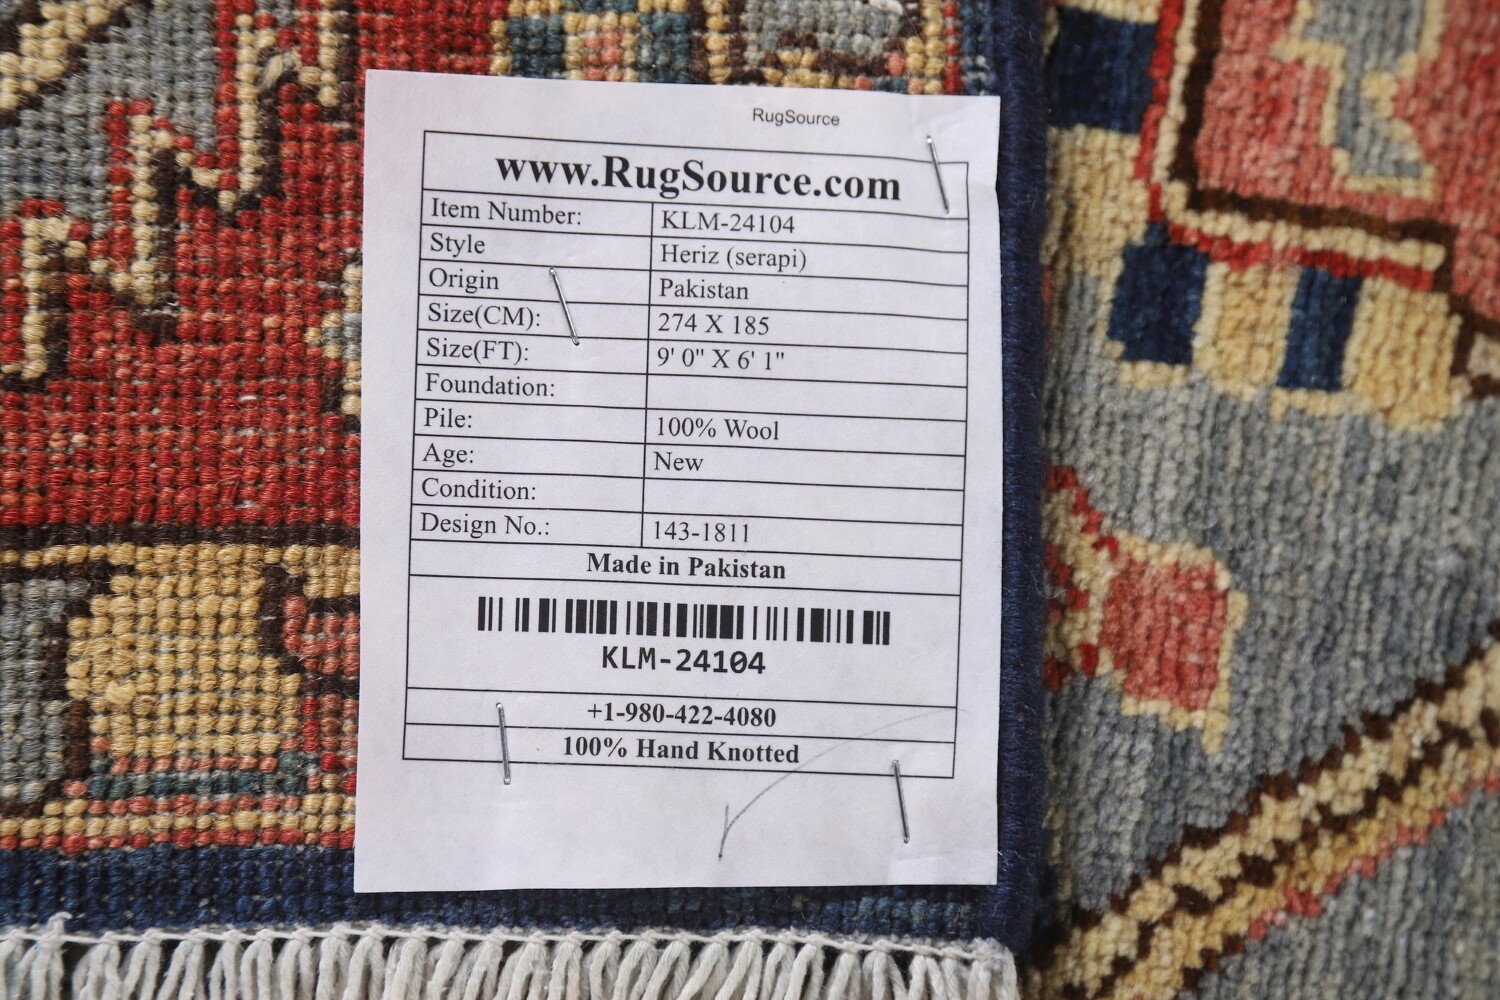 RugSource
www.RugSource.com
Item Number: KLM-24104
Style Heriz (serapi)
Origin Pakistan
Size(CM): 274 X 185
Size(FT): 9' 0" X 6' 1"
Foundation:
Pile: 100% Wool
Age: New
Condition:
Design No.: 143-1811
Made in Pakistan
KLM-24104
+1-980-422-4080
100% Hand Knotted